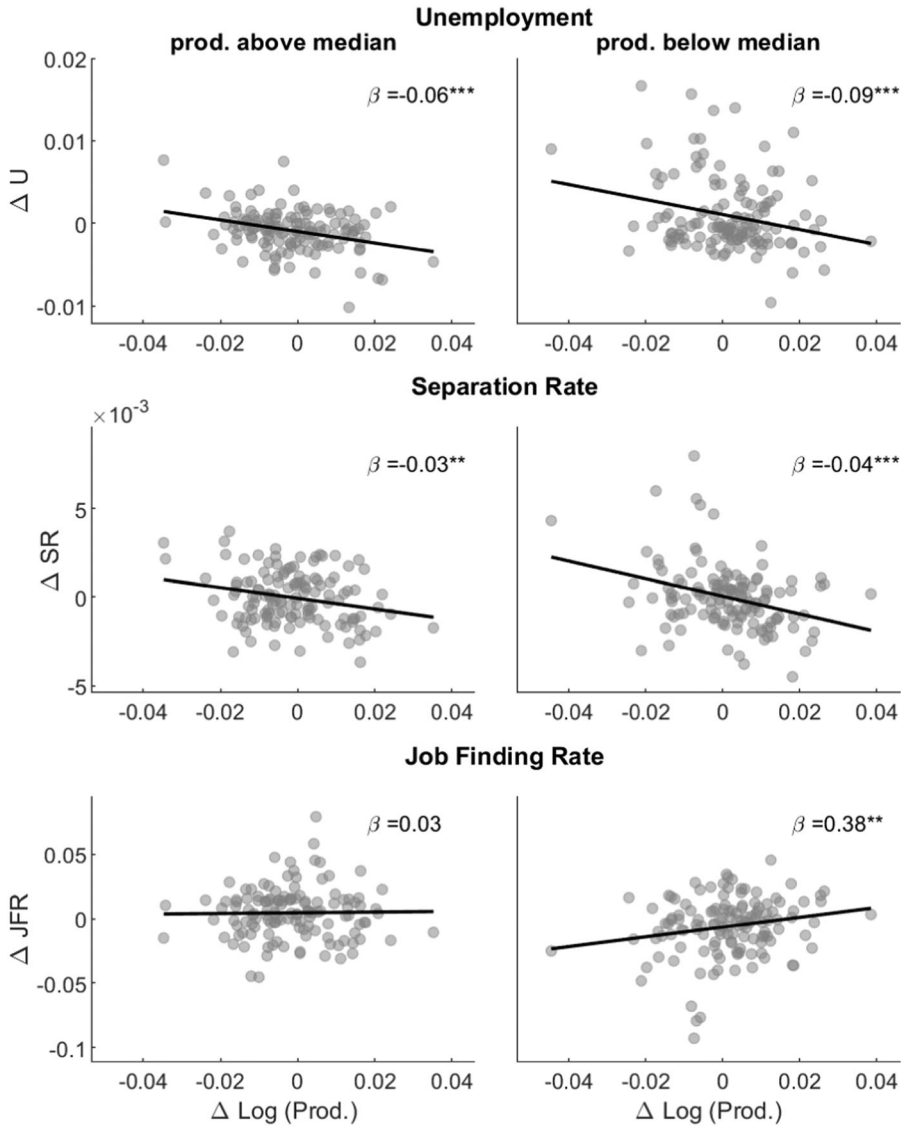 Unemployment
prod. above median
prod. below median
0.02
0.01
0
-0.01
Δ U
β =-0.06***
β =-0.09***
-0.04 -0.02 0 0.02 0.04
-0.04 -0.02 0 0.02 0.04
Separation Rate
×10-3
5
0
-5
Δ SR
β =-0.03**
β =-0.04***
-0.04 -0.02 0 0.02 0.04
-0.04 -0.02 0 0.02 0.04
Job Finding Rate
0.05
0
-0.05
-0.1
Δ JFR
β =0.03
β =0.38**
-0.04 -0.02 0 0.02 0.04
-0.04 -0.02 0 0.02 0.04
Δ Log (Prod.)
Δ Log (Prod.)